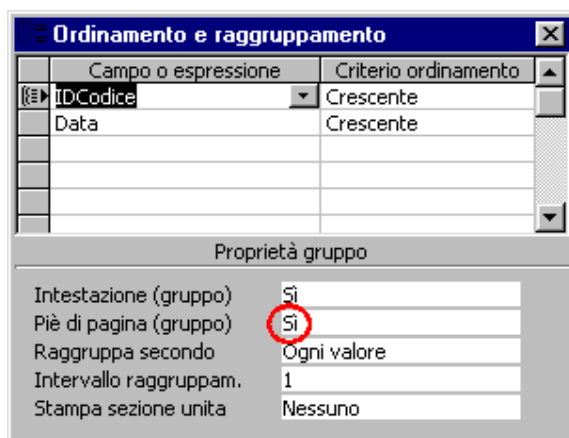 Ordinamento e raggruppamento
Campo o espressione Criterio ordinamento
IDCodice Crescente
Data Crescente
Proprietà gruppo
Intestazione (gruppo) Sì
Piè di pagina (gruppo) Sì
Raggruppa secondo Ogni valore
Intervallo raggruppam. 1
Stampa sezione unita Nessuno